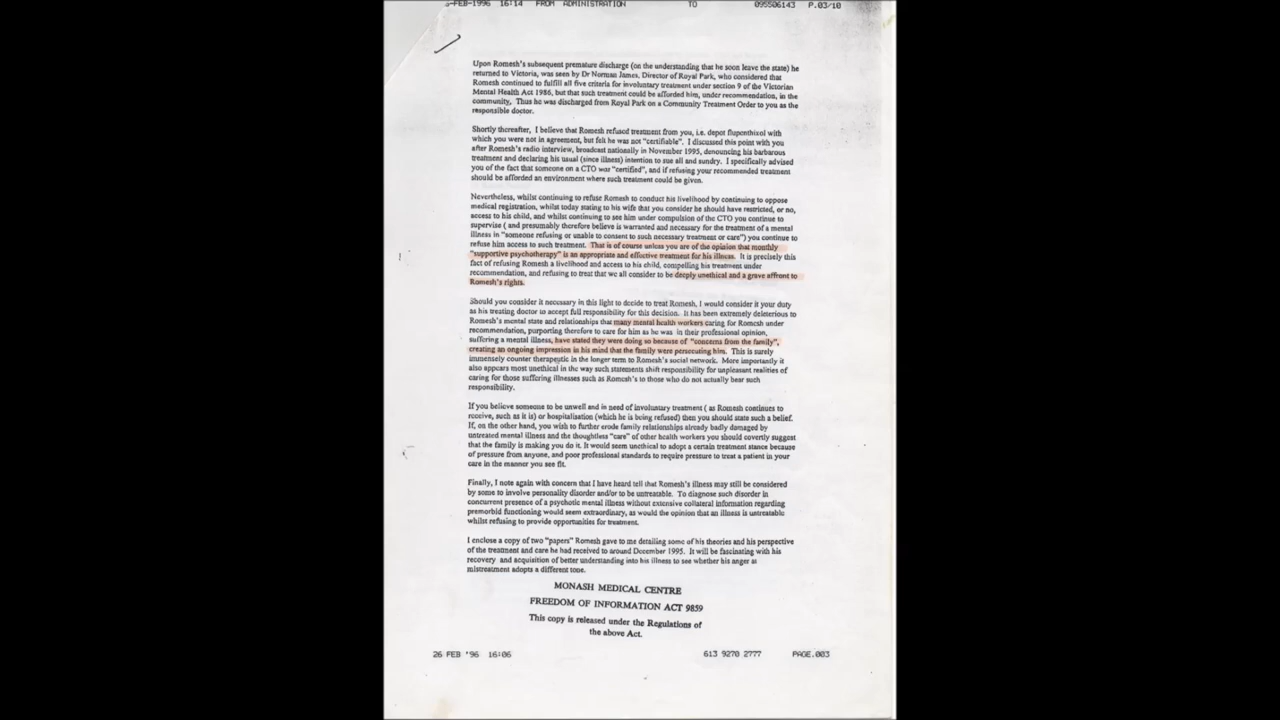 -FEB-1996 16:14 FROM ADMINISTRATION TO 095506143 P.03/10
Upon Romesh's subsequent premature discharge (on the understanding that he soon leave the state) he
returned to Victoria, was seen by Dr Norman James, Director of Royal Park, who considered that
Romesh continued to fulfill all five criteria for involuntary treatment under section 9 of the Victorian
Mental Health Act 1986, but that such treatment could be afforded him, under recommendation, in the
community, Thus he was discharged from Royal Park on a Community Treatment Order to you as the
responsible doctor.
Shortly thereafter, I believe that Romesh refused treatment from you, i.e. depot flupenthixol with
which you were not in agreement, but felt he was not "certifiable". I discussed this point with you
after Romesh's radio interview, broadcast nationally in November 1995, denouncing his barbarous
treatment and declaring his usual (since illness) intention to sue all and sundry. I specifically advised
you of the fact that someone on a CTO was "certified", and if refusing your recommended treatment
should be afforded an environment where such treatment could be given.
Nevertheless, whilst continuing to refuse Romesh to conduct his livelihood by continuing to oppose
medical registration, whilst today stating to his wife that you consider he should have restricted, or no,
access to his child, and whilst continuing to see him under compulsion of the CTO you continue to
supervise ( and presumably therefore believe is warranted and necessary for the treatment of a mental
illness in "someone refusing or unable to consent to such necessary treatment or care") you continue to
refuse him access to such treatment. That is of course unless you are of the opinion that monthly
"supportive psychotherapy" is an appropriate and effective treatment for his illness. It is precisely this
fact of refusing Romesh a livelihood and access to his child, compelling his treatment under
recommendation, and refusing to treat that we all consider to be deeply unethical and a grave affront to
Romesh's rights.
Should you consider it necessary in this light to decide to treat Romesh, I would consider it your duty
as his treating doctor to accept full responsibility for this decision. It has been extremely deleterious to
Romesh's mental state and relationships that many mental health workers caring for Romesh under
recommendation, purporting therefore to care for him as he was in their professional opinion,
suffering a mental illness, have stated they were doing so because of "concerns from the family",
creating an ongoing impression in his mind that the family were persecuting him. This is surely
immensely counter therapeutic in the longer term to Romesh's social network. More importantly it
also appears most unethical in the way such statements shift responsibility for unpleasant realities of
caring for those suffering illnesses such as Romesh's to those who do not actually bear such
responsibility.
If you believe someone to be unwell and in need of involuntary treatment ( as Romesh continues to
receive, such as it is) or hospitalisation (which he is being refused) then you should state such a belief.
If, on the other hand, you wish to further erode family relationships already badly damaged by
untreated mental illness and the thoughtless "care" of other health workers you should covertly suggest
that the family is making you do it. It would seem unethical to adopt a certain treatment stance because
of pressure from anyone, and poor professional standards to require pressure to treat a patient in your
care in the manner you see fit.
Finally, I note again with concern that I have heard tell that Romesh's illness may still be considered
by some to involve personality disorder and/or to be untreatable. To diagnose such disorder in
concurrent presence of a psychotic mental illness without extensive collateral information regarding
premorbid functioning would seem extraordinary, as would the opinion that an illness is untreatable
whilst refusing to provide opportunities for treatment.
I enclose a copy of two "papers" Romesh gave to me detailing some of his theories and his perspective
of the treatment and care he had received to around December 1995. It will be fascinating with his
recovery and acquisition of better understanding into his illness to see whether his anger at
mistreatment adopts a different tone.
MONASH MEDICAL CENTRE
FREEDOM OF INFORMATION ACT 9859
This copy is released under the Regulations of
the above Act.
26 FEB '96 16:06 613 9270 2777 PAGE.003